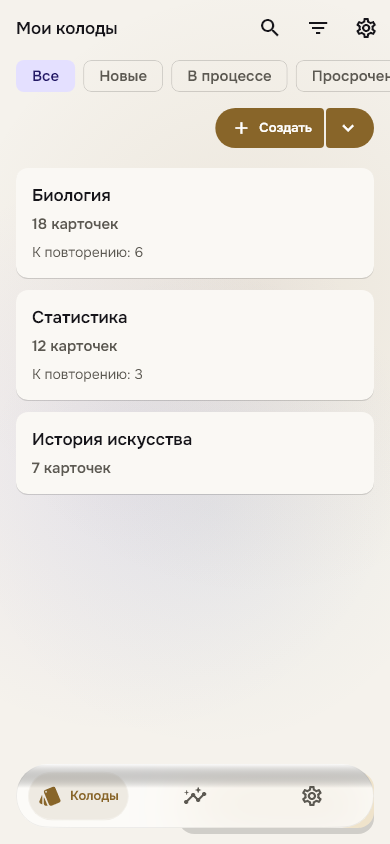 Мои колоды
Все Новые В процессе
Создать
Биология
18 карточек
К повторению: 6
Статистика
12 карточек
К повторению: 3
История искусства
7 карточек
Колоды